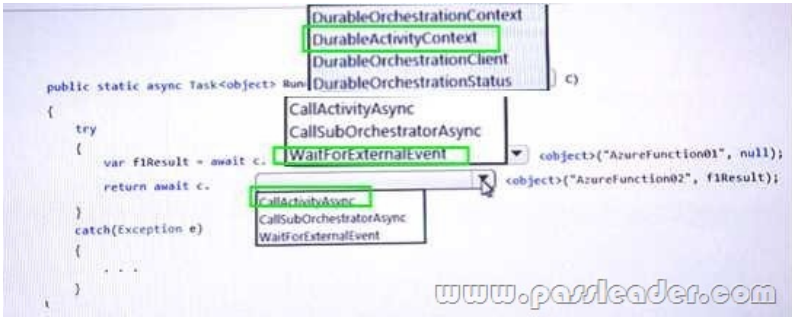 DurableOrchestrationContext
DurableActivityContext
DurableOrchestrationClient
DurableOrchestrationStatus
public static async Task<object> Run C)
{
CallActivityAsync
CallSubOrchestratorAsync
WaitForExternalEvent
try
{
var f1Result = await c. <object>("AzureFunction01", null);
return await c. <object>("AzureFunction02", f1Result);
CallActivityAsync
CallSubOrchestratorAsync
WaitForExternalEvent
}
catch(Exception e)
{
. . .
}
www.passleader.com